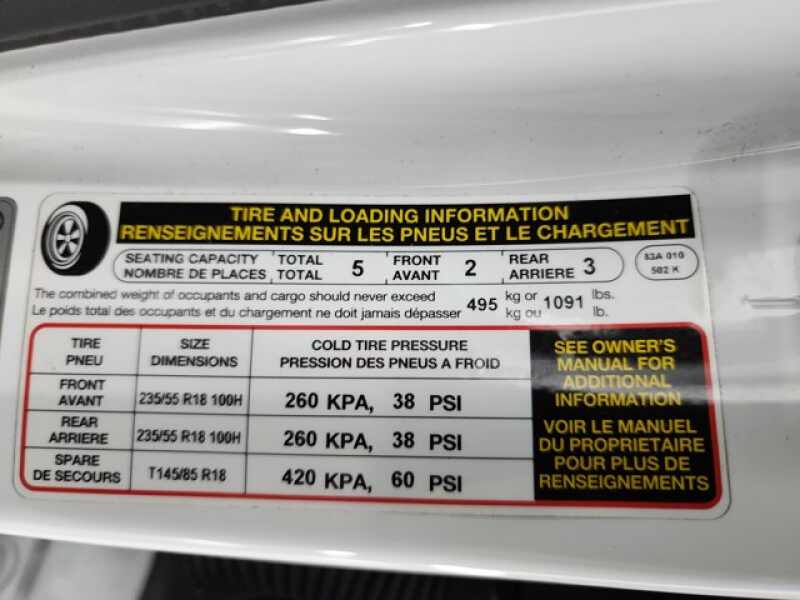 TIRE AND LOADING INFORMATION
RENSEIGNEMENTS SUR LES PNEUS ET LE CHARGEMENT
SEATING CAPACITY TOTAL 5 FRONT 2 REAR 3
NOMBRE DE PLACES TOTAL AVANT ARRIERE
83A 010
502 K
The combined weight of occupants and cargo should never exceed 495 kg or 1091 lbs.
Le poids total des occupants et du chargement ne doit jamais dépasser kg ou lb.
TIRE SIZE COLD TIRE PRESSURE
PNEU DIMENSIONS PRESSION DES PNEUS A FROID
FRONT
AVANT 235/55 R18 100H 260 KPA, 38 PSI
REAR
ARRIERE 235/55 R18 100H 260 KPA, 38 PSI
SPARE
DE SECOURS T145/85 R18 420 KPA, 60 PSI
SEE OWNER'S
MANUAL FOR
ADDITIONAL
INFORMATION
VOIR LE MANUEL
DU PROPRIETAIRE
POUR PLUS DE
RENSEIGNEMENTS